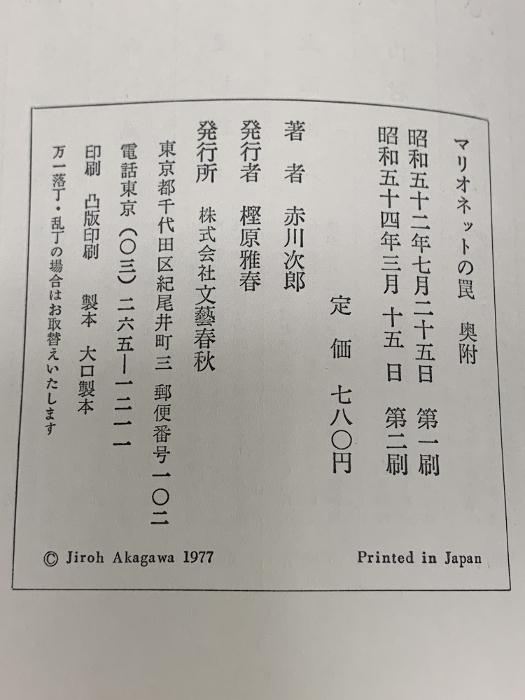 マリオネットの罠 奥附
昭和五十二年七月二十五日 第一刷
昭和五十四年三月十五日 第二刷
定価 七八〇円
著者 赤川次郎
発行者 樫原雅春
発行所 株式会社文藝春秋
東京都千代田区紀尾井町三 郵便番号一〇二
電話東京(〇三)二六五―一二一一
印刷 凸版印刷 製本 大口製本
万一落丁・乱丁の場合はお取替えいたします
© Jiroh Akagawa 1977
Printed in Japan